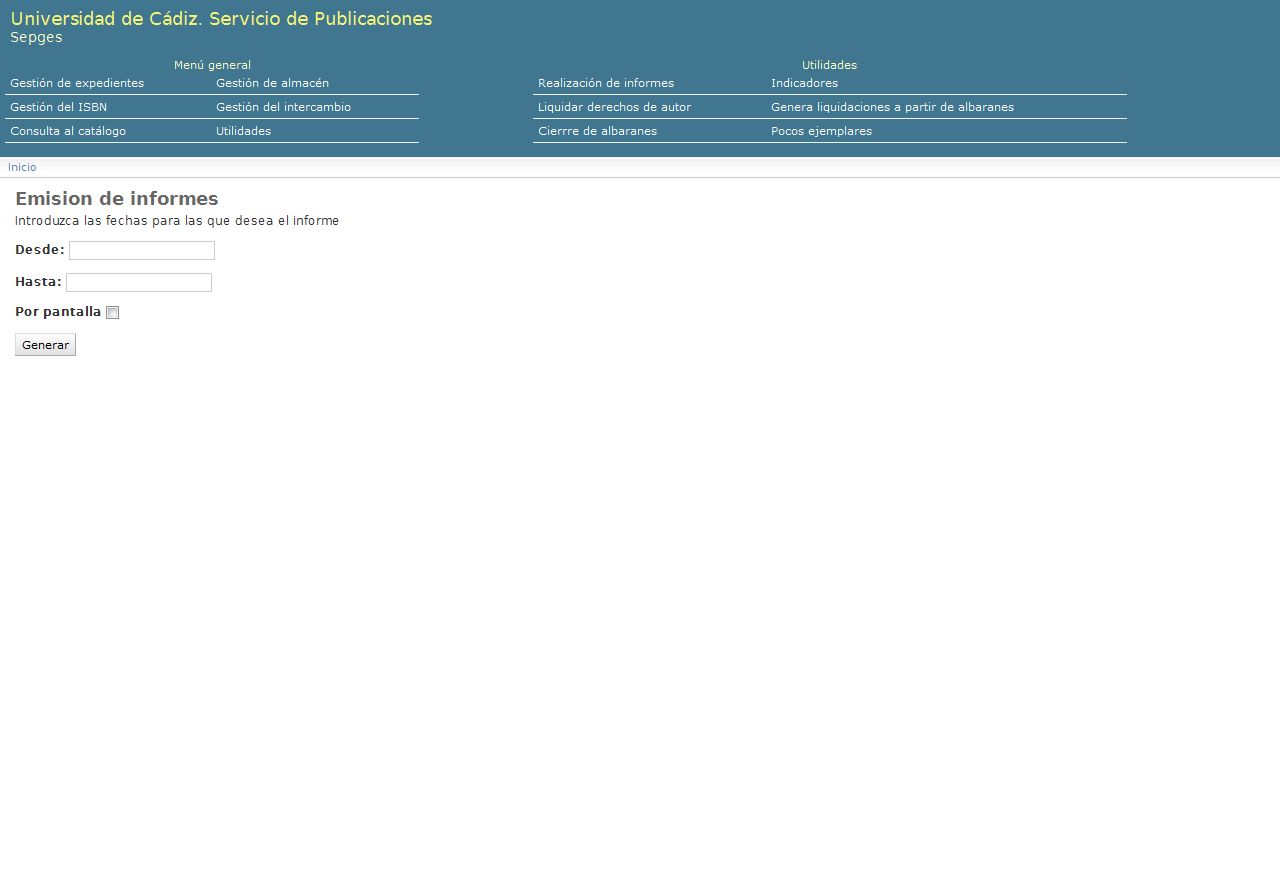 Universidad de Cádiz. Servicio de Publicaciones
Sepges
Menú general
Gestión de expedientes Gestión de almacén
Gestión del ISBN Gestión del intercambio
Consulta al catálogo Utilidades
Utilidades
Realización de informes Indicadores
Liquidar derechos de autor Genera liquidaciones a partir de albaranes
Cierrre de albaranes Pocos ejemplares
Inicio
Emision de informes
Introduzca las fechas para las que desea el informe
Desde:
Hasta:
Por pantalla
Generar